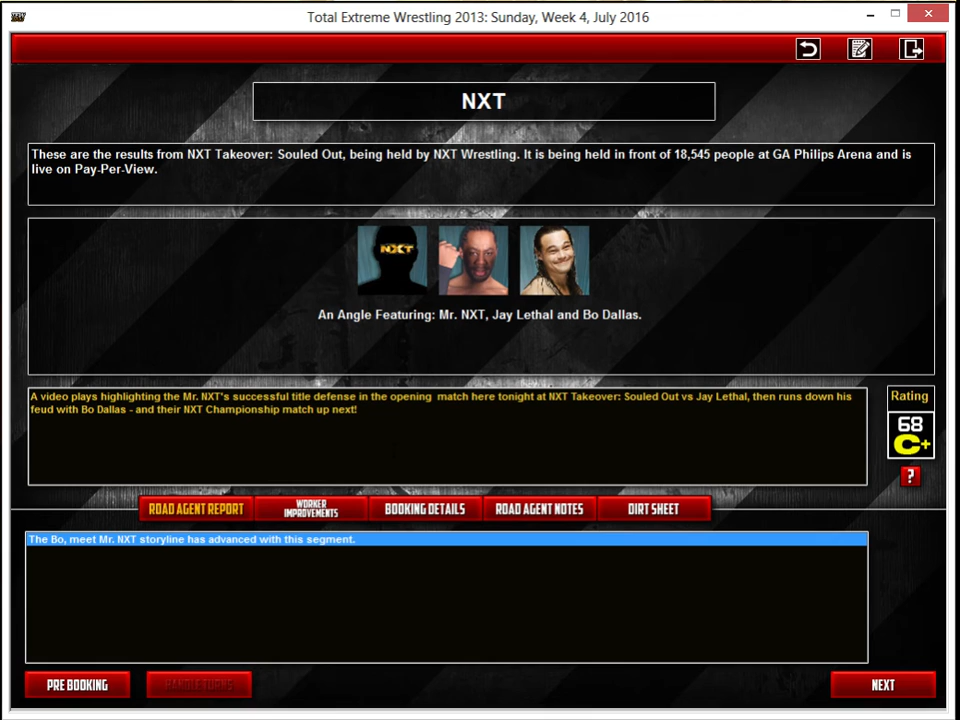 Total Extreme Wrestling 2013: Sunday, Week 4, July 2016
NXT
These are the results from NXT Takeover: Souled Out, being held by NXT Wrestling. It is being held in front of 18,545 people at GA Philips Arena and is
live on Pay-Per-View.
NXT
An Angle Featuring: Mr. NXT, Jay Lethal and Bo Dallas.
A video plays highlighting the Mr. NXT's successful title defense in the opening match here tonight at NXT Takeover: Souled Out vs Jay Lethal, then runs down his
feud with Bo Dallas - and their NXT Championship match up next!
Rating
68
C+
?
ROAD AGENT REPORT
WORKER
IMPROVEMENTS
BOOKING DETAILS
ROAD AGENT NOTES
DIRT SHEET
The Bo, meet Mr. NXT storyline has advanced with this segment.
PRE BOOKING
HANDLE TURNS
NEXT